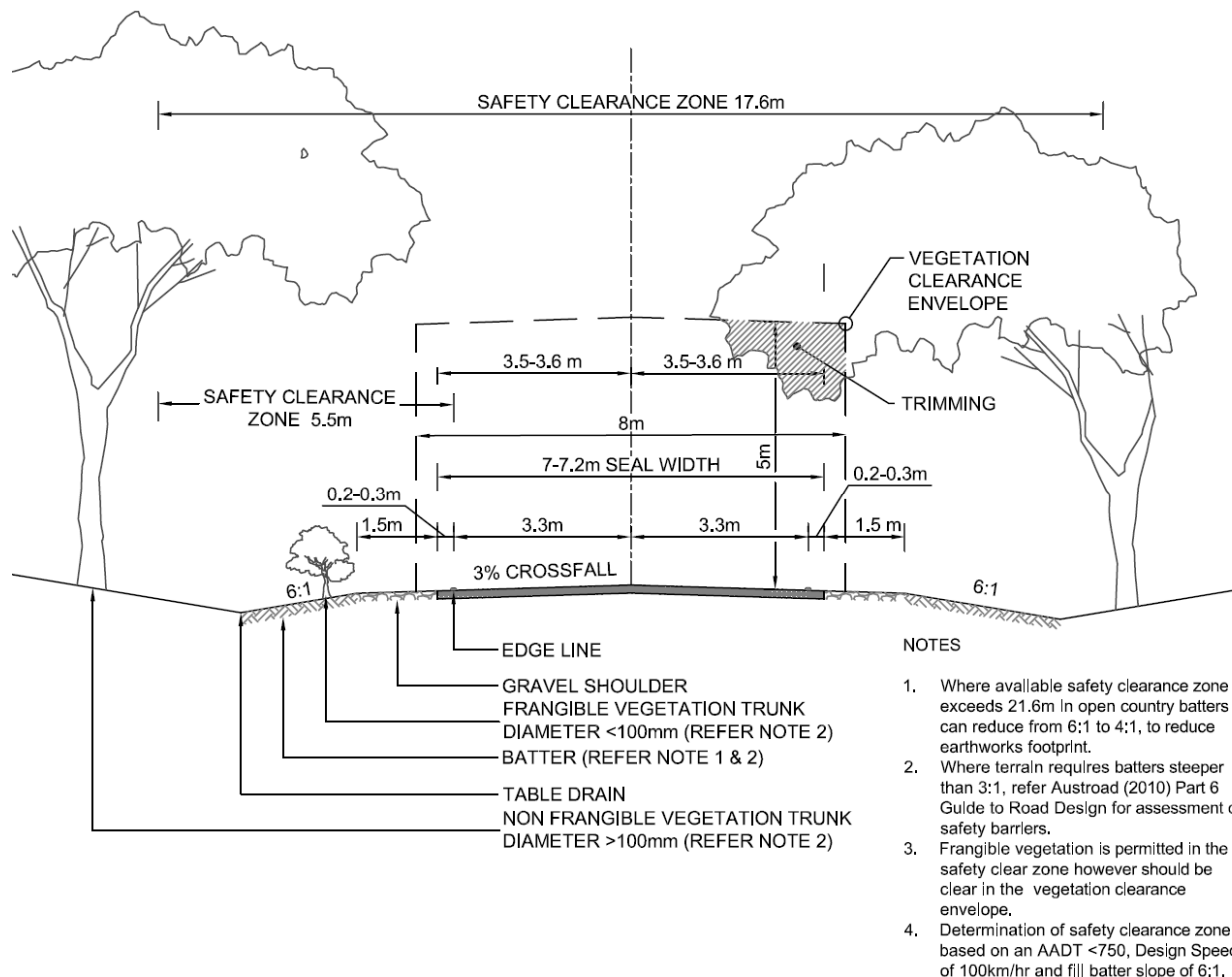 SAFETY CLEARANCE ZONE 17.6m
VEGETATION
CLEARANCE
ENVELOPE
3.5-3.6 m
3.5-3.6 m
SAFETY CLEARANCE
ZONE 5.5m
TRIMMING
8m
5m
7-7.2m SEAL WIDTH
0.2-0.3m
0.2-0.3m
1.5m
3.3m
3.3m
1.5 m
3% CROSSFALL
6:1
6:1
EDGE LINE
GRAVEL SHOULDER
FRANGIBLE VEGETATION TRUNK
DIAMETER <100mm (REFER NOTE 2)
BATTER (REFER NOTE 1 & 2)
TABLE DRAIN
NON FRANGIBLE VEGETATION TRUNK
DIAMETER >100mm (REFER NOTE 2)
NOTES
1. Where available safety clearance zone
exceeds 21.6m in open country batters
can reduce from 6:1 to 4:1, to reduce
earthworks footprint.
2. Where terrain requires batters steeper
than 3:1, refer Austroad (2010) Part 6
Guide to Road Design for assessment o
safety barriers.
3. Frangible vegetation is permitted in the
safety clear zone however should be
clear in the vegetation clearance
envelope.
4. Determination of safety clearance zone
based on an AADT <750, Design Speed
of 100km/hr and fill batter slope of 6:1.